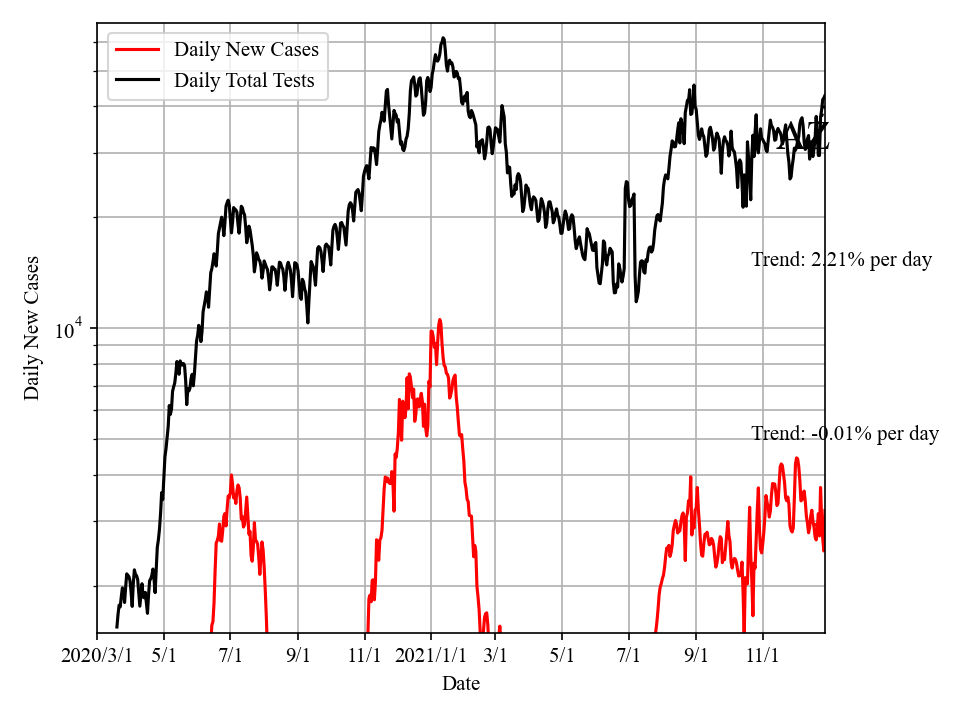 Daily New Cases
Daily Total Tests
AZ
Trend: 2.21% per day
Trend: -0.01% per day
Daily New Cases
10^4
2020/3/1 5/1 7/1 9/1 11/1 2021/1/1 3/1 5/1 7/1 9/1 11/1
Date